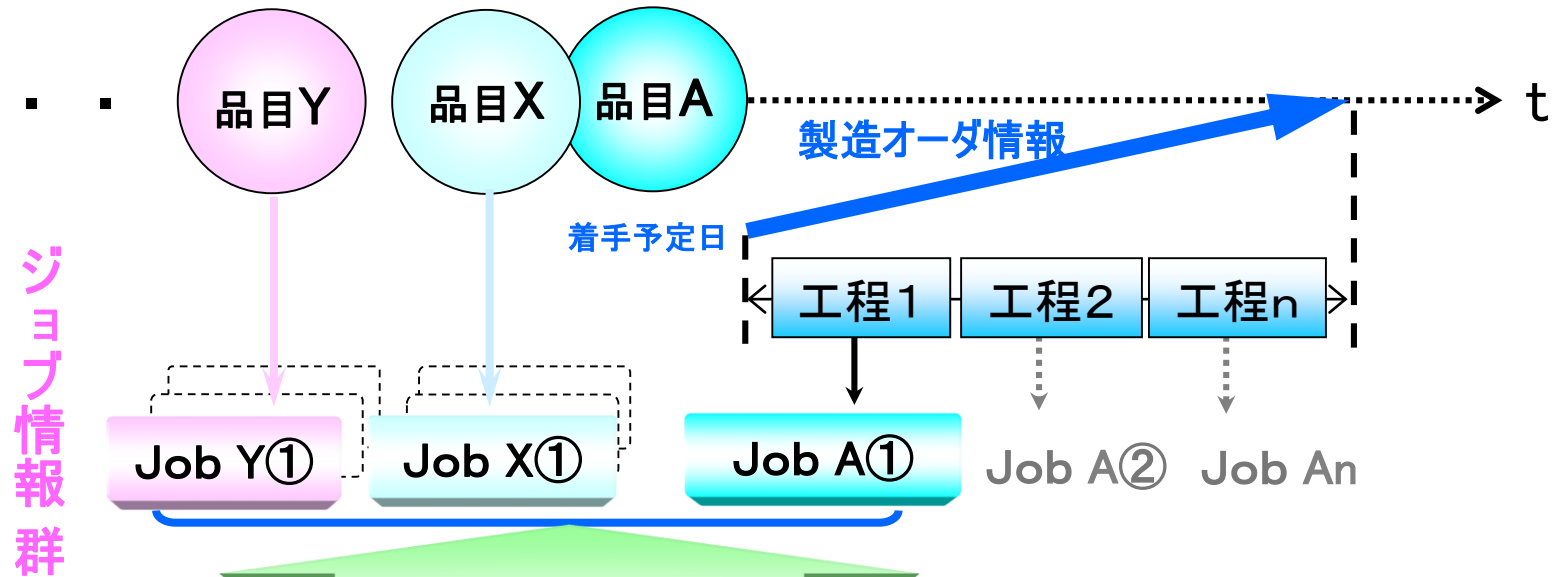 ・ ・ 品目Y 品目X 品目A t
製造オーダ情報
着手予定日
工程1 工程2 工程n
ジョブ情報 群
Job Y① Job X① Job A① Job A② Job An